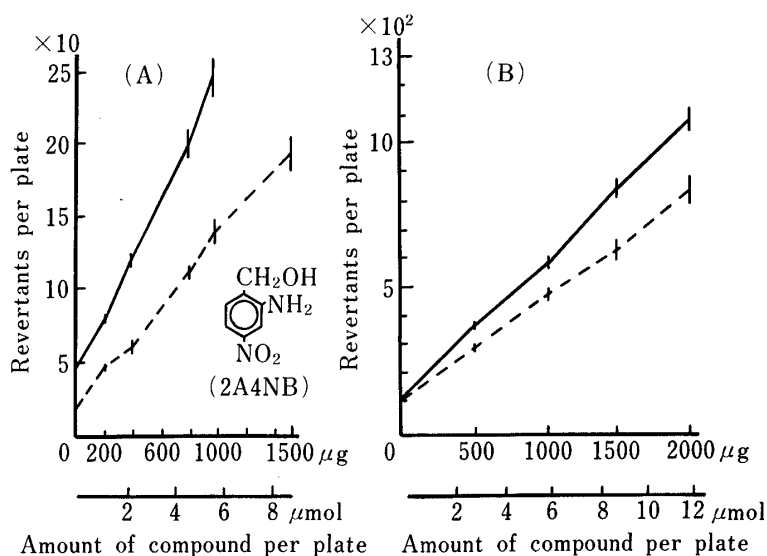 ×10
(A)
25
20
15
10
5
Revertants per plate
CH₂OH
NH₂
NO₂
(2A4NB)
0 200 600 1000 1500 μg
2 4 6 8 μmol
Amount of compound per plate
×10²
(B)
13
10
5
Revertants per plate
0 500 1000 1500 2000 μg
2 4 6 8 10 12 μmol
Amount of compound per plate